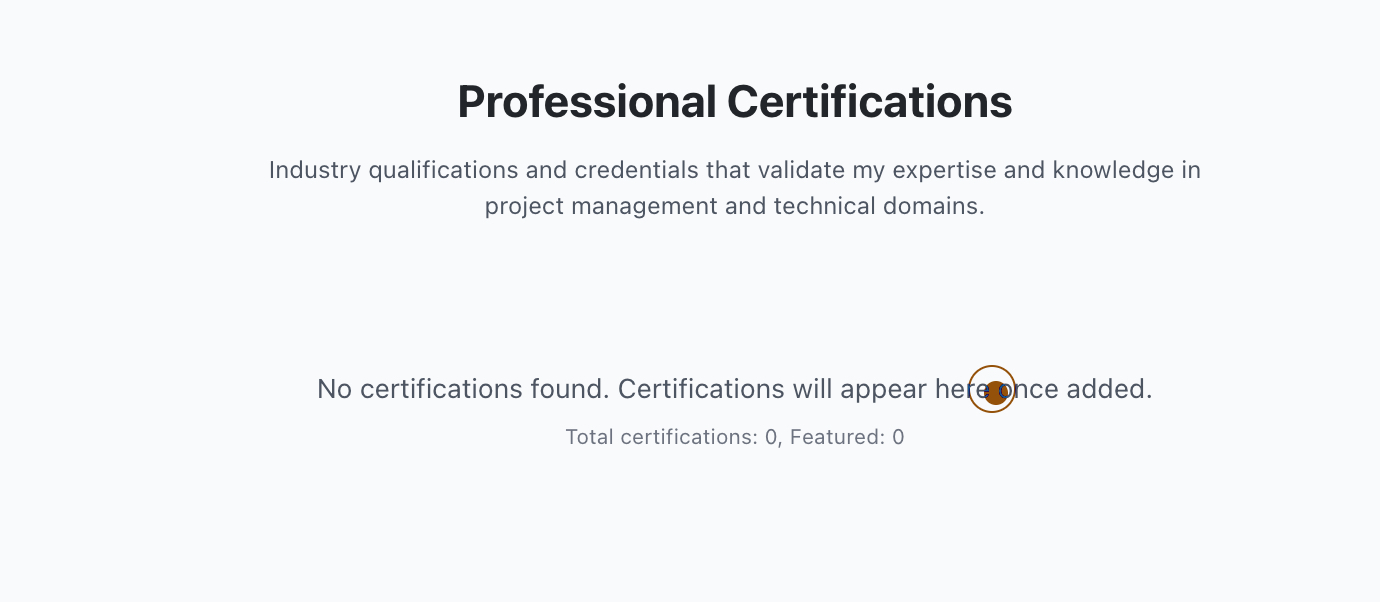 Professional Certifications
Industry qualifications and credentials that validate my expertise and knowledge in
project management and technical domains.
No certifications found. Certifications will appear here once added.
Total certifications: 0, Featured: 0